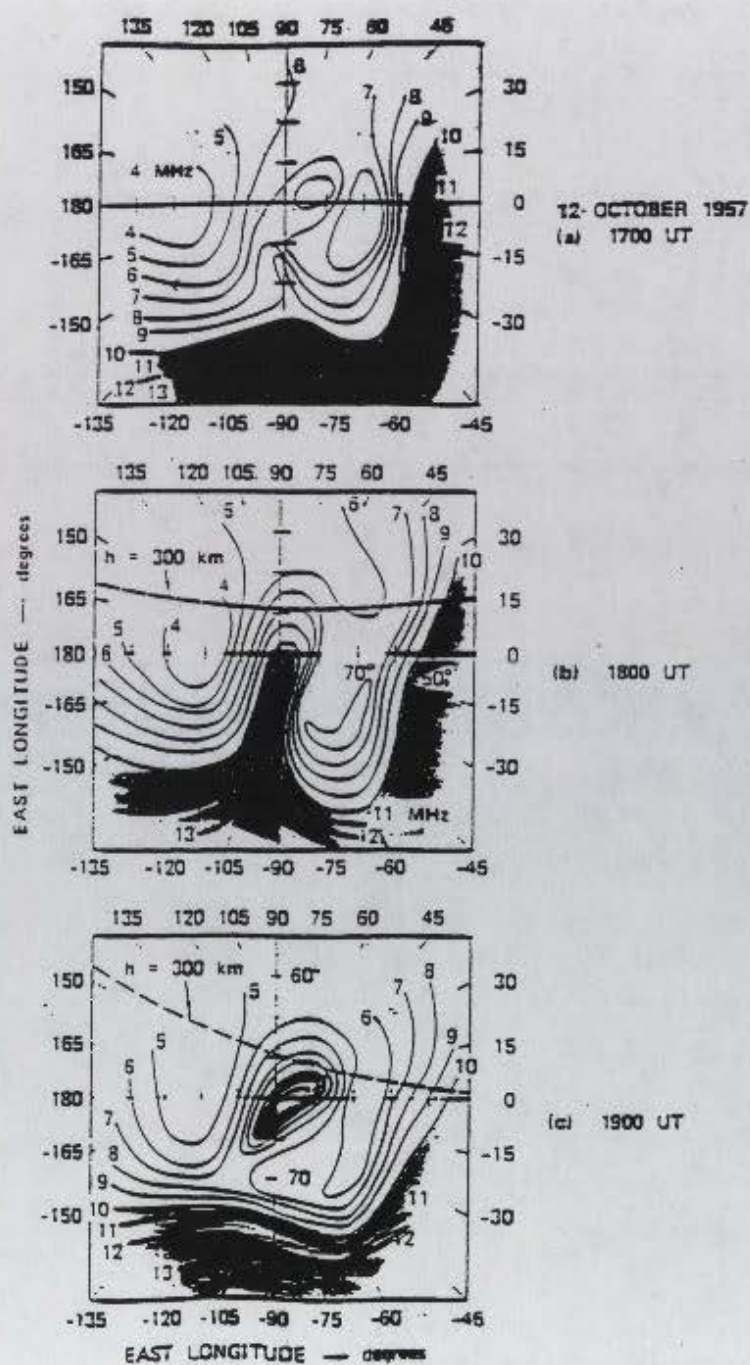 135 120 105 90 75 60 45
6
150 7 8 30
5 9
165 10 15
4 MHz 11
180 0
12
4
-165 5 -15
6
7
-150 8 -30
9
10
11
12 13
-135 -120 -105 -90 -75 -60 -45
12 OCTOBER 1957
(a) 1700 UT
135 120 105 90 75 60 45
5 6 7 8
150 9 30
h = 300 km 10
165 4 15
5 4
180 6 0
70° 50°
-165 -15
-150 -30
11 MHz
13 12
-135 -120 -105 -90 -75 -60 -45
(b) 1800 UT
EAST LONGITUDE — degrees
135 120 105 90 75 60 45
8
150 h = 300 km 60 7 30
5 6
165 5 9 15
6 10
180 0
7
-165 8 70 -15
9 11
-150 10 -30
11 12
12
13
-135 -120 -105 -90 -75 -60 -45
(c) 1900 UT
EAST LONGITUDE — degrees